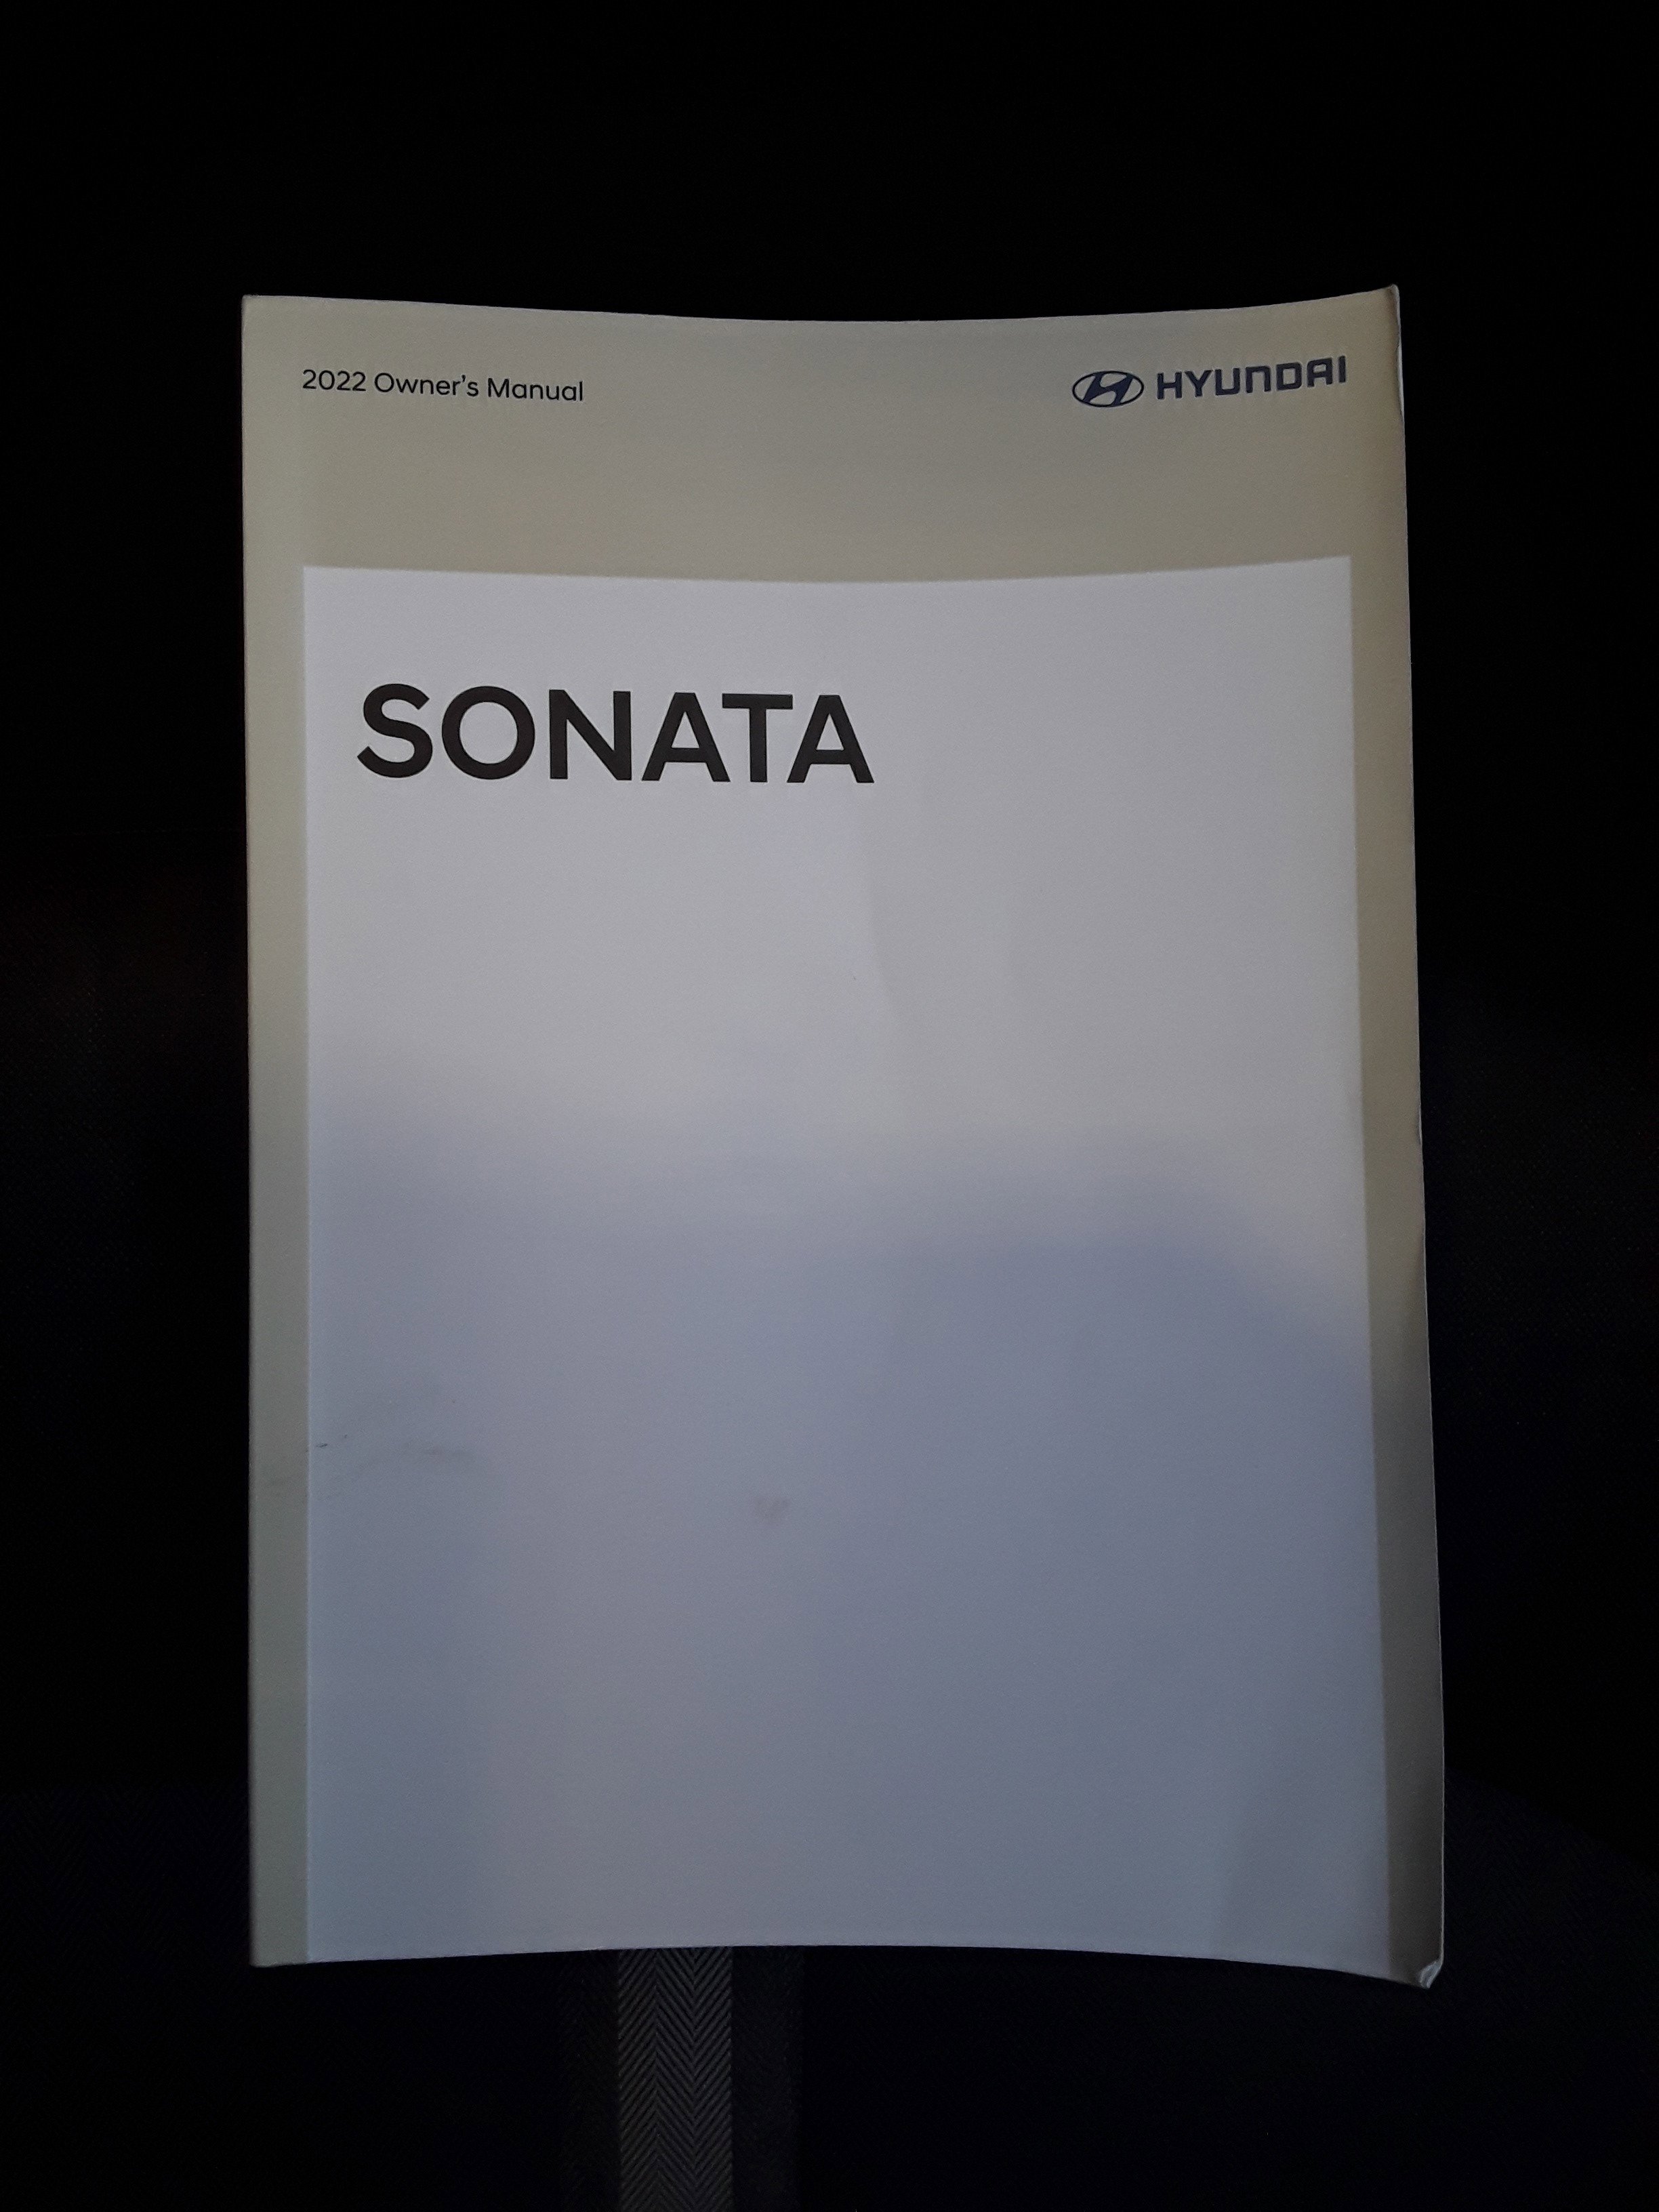 2022 Owner's Manual
HYUNDAI
SONATA